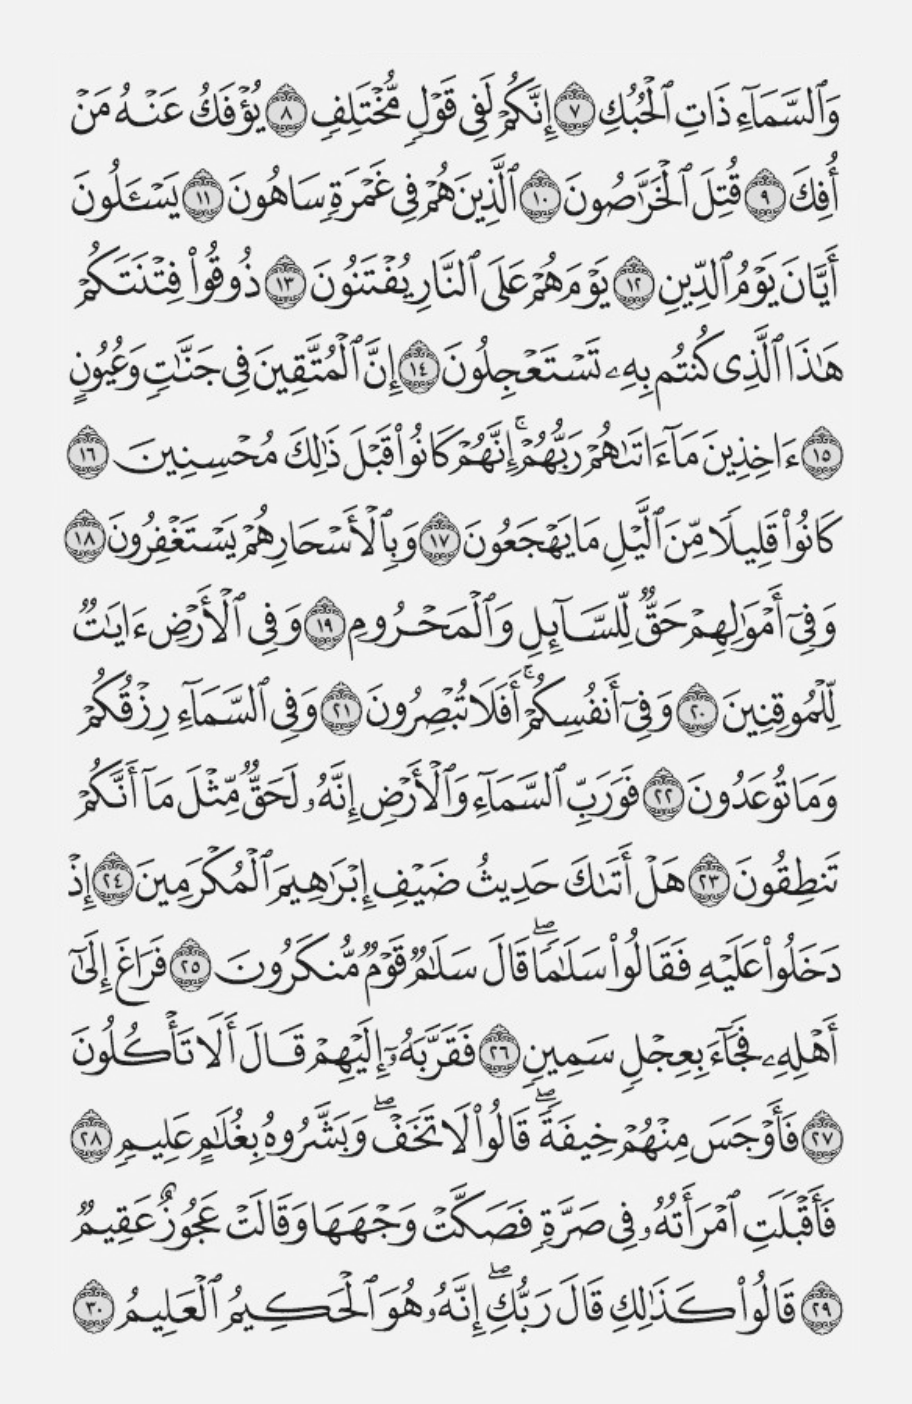 وَٱلسَّمَآءِ ذَاتِ ٱلْحُبُكِ ٧ إِنَّكُمْ لَفِى قَوْلٍ مُّخْتَلِفٍ ٨ يُؤْفَكُ عَنْهُ مَنْ
أُفِكَ ٩ قُتِلَ ٱلْخَرَّٰصُونَ ١٠ ٱلَّذِينَ هُمْ فِى غَمْرَةٍ سَاهُونَ ١١ يَسْـَٔلُونَ
أَيَّانَ يَوْمُ ٱلدِّينِ ١٢ يَوْمَ هُمْ عَلَى ٱلنَّارِ يُفْتَنُونَ ١٣ ذُوقُوا۟ فِتْنَتَكُمْ
هَٰذَا ٱلَّذِى كُنتُم بِهِۦ تَسْتَعْجِلُونَ ١٤ إِنَّ ٱلْمُتَّقِينَ فِى جَنَّٰتٍ وَعُيُونٍ
١٥ ءَاخِذِينَ مَآ ءَاتَىٰهُمْ رَبُّهُمْ ۚ إِنَّهُمْ كَانُوا۟ قَبْلَ ذَٰلِكَ مُحْسِنِينَ ١٦
كَانُوا۟ قَلِيلًا مِّنَ ٱلَّيْلِ مَا يَهْجَعُونَ ١٧ وَبِٱلْأَسْحَارِ هُمْ يَسْتَغْفِرُونَ ١٨
وَفِىٓ أَمْوَٰلِهِمْ حَقٌّ لِّلسَّآئِلِ وَٱلْمَحْرُومِ ١٩ وَفِى ٱلْأَرْضِ ءَايَٰتٌ
لِّلْمُوقِنِينَ ٢٠ وَفِىٓ أَنفُسِكُمْ ۚ أَفَلَا تُبْصِرُونَ ٢١ وَفِى ٱلسَّمَآءِ رِزْقُكُمْ
وَمَا تُوعَدُونَ ٢٢ فَوَرَبِّ ٱلسَّمَآءِ وَٱلْأَرْضِ إِنَّهُۥ لَحَقٌّ مِّثْلَ مَآ أَنَّكُمْ
تَنطِقُونَ ٢٣ هَلْ أَتَىٰكَ حَدِيثُ ضَيْفِ إِبْرَٰهِيمَ ٱلْمُكْرَمِينَ ٢٤ إِذْ
دَخَلُوا۟ عَلَيْهِ فَقَالُوا۟ سَلَٰمًا ۖ قَالَ سَلَٰمٌ قَوْمٌ مُّنكَرُونَ ٢٥ فَرَاغَ إِلَىٰٓ
أَهْلِهِۦ فَجَآءَ بِعِجْلٍ سَمِينٍ ٢٦ فَقَرَّبَهُۥٓ إِلَيْهِمْ قَالَ أَلَا تَأْكُلُونَ
٢٧ فَأَوْجَسَ مِنْهُمْ خِيفَةً ۖ قَالُوا۟ لَا تَخَفْ ۖ وَبَشَّرُوهُ بِغُلَٰمٍ عَلِيمٍ ٢٨
فَأَقْبَلَتِ ٱمْرَأَتُهُۥ فِى صَرَّةٍ فَصَكَّتْ وَجْهَهَا وَقَالَتْ عَجُوزٌ عَقِيمٌ
٢٩ قَالُوا۟ كَذَٰلِكِ قَالَ رَبُّكِ ۖ إِنَّهُۥ هُوَ ٱلْحَكِيمُ ٱلْعَلِيمُ ٣٠